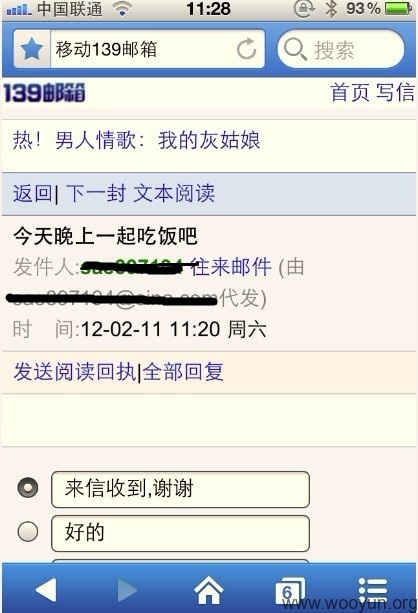 中国联通 11:28 93%
移动139邮箱 搜索
139邮箱 首页 写信
热！男人情歌：我的灰姑娘
返回| 下一封 文本阅读
今天晚上一起吃饭吧
发件人: 往来邮件 (由
代发)
时 间:12-02-11 11:20 周六
发送阅读回执|全部回复
来信收到,谢谢
好的
6
www.wooyun.org